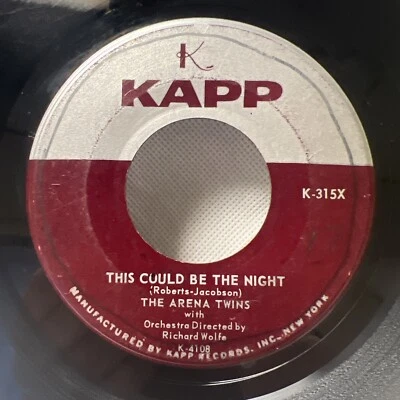 K
KAPP
K-315X
THIS COULD BE THE NIGHT
(Roberts-Jacobson)
THE ARENA TWINS
with
Orchestra Directed by
Richard Wolfe
K-4108
MANUFACTURED BY KAPP RECORDS, INC., NEW YORK